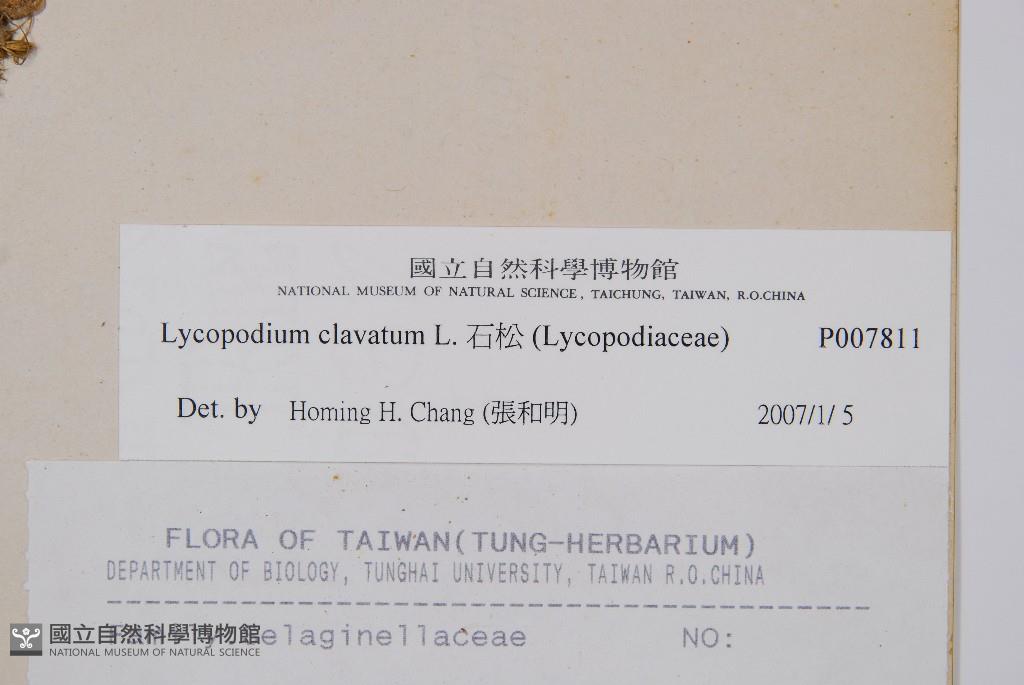 國立自然科學博物館
NATIONAL MUSEUM OF NATURAL SCIENCE, TAICHUNG, TAIWAN, R.O.CHINA
Lycopodium clavatum L. 石松 (Lycopodiaceae) P007811
Det. by Homing H. Chang (張和明) 2007/1/ 5
FLORA OF TAIWAN(TUNG-HERBARIUM)
DEPARTMENT OF BIOLOGY, TUNGHAI UNIVERSITY, TAIWAN R.O.CHINA
elaginellaceae NO:
國立自然科學博物館
NATIONAL MUSEUM OF NATURAL SCIENCE